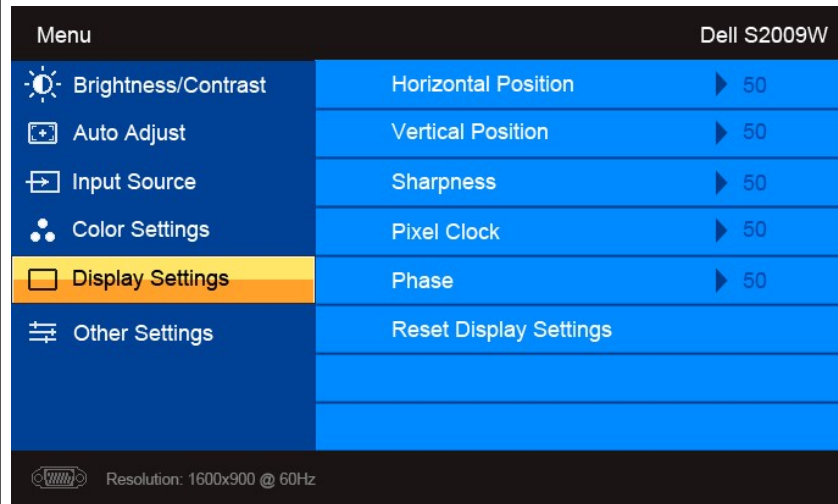 Menu Dell S2009W
Brightness/Contrast Horizontal Position 50
Auto Adjust Vertical Position 50
Input Source Sharpness 50
Color Settings Pixel Clock 50
Display Settings Phase 50
Other Settings Reset Display Settings
Resolution: 1600x900 @ 60Hz